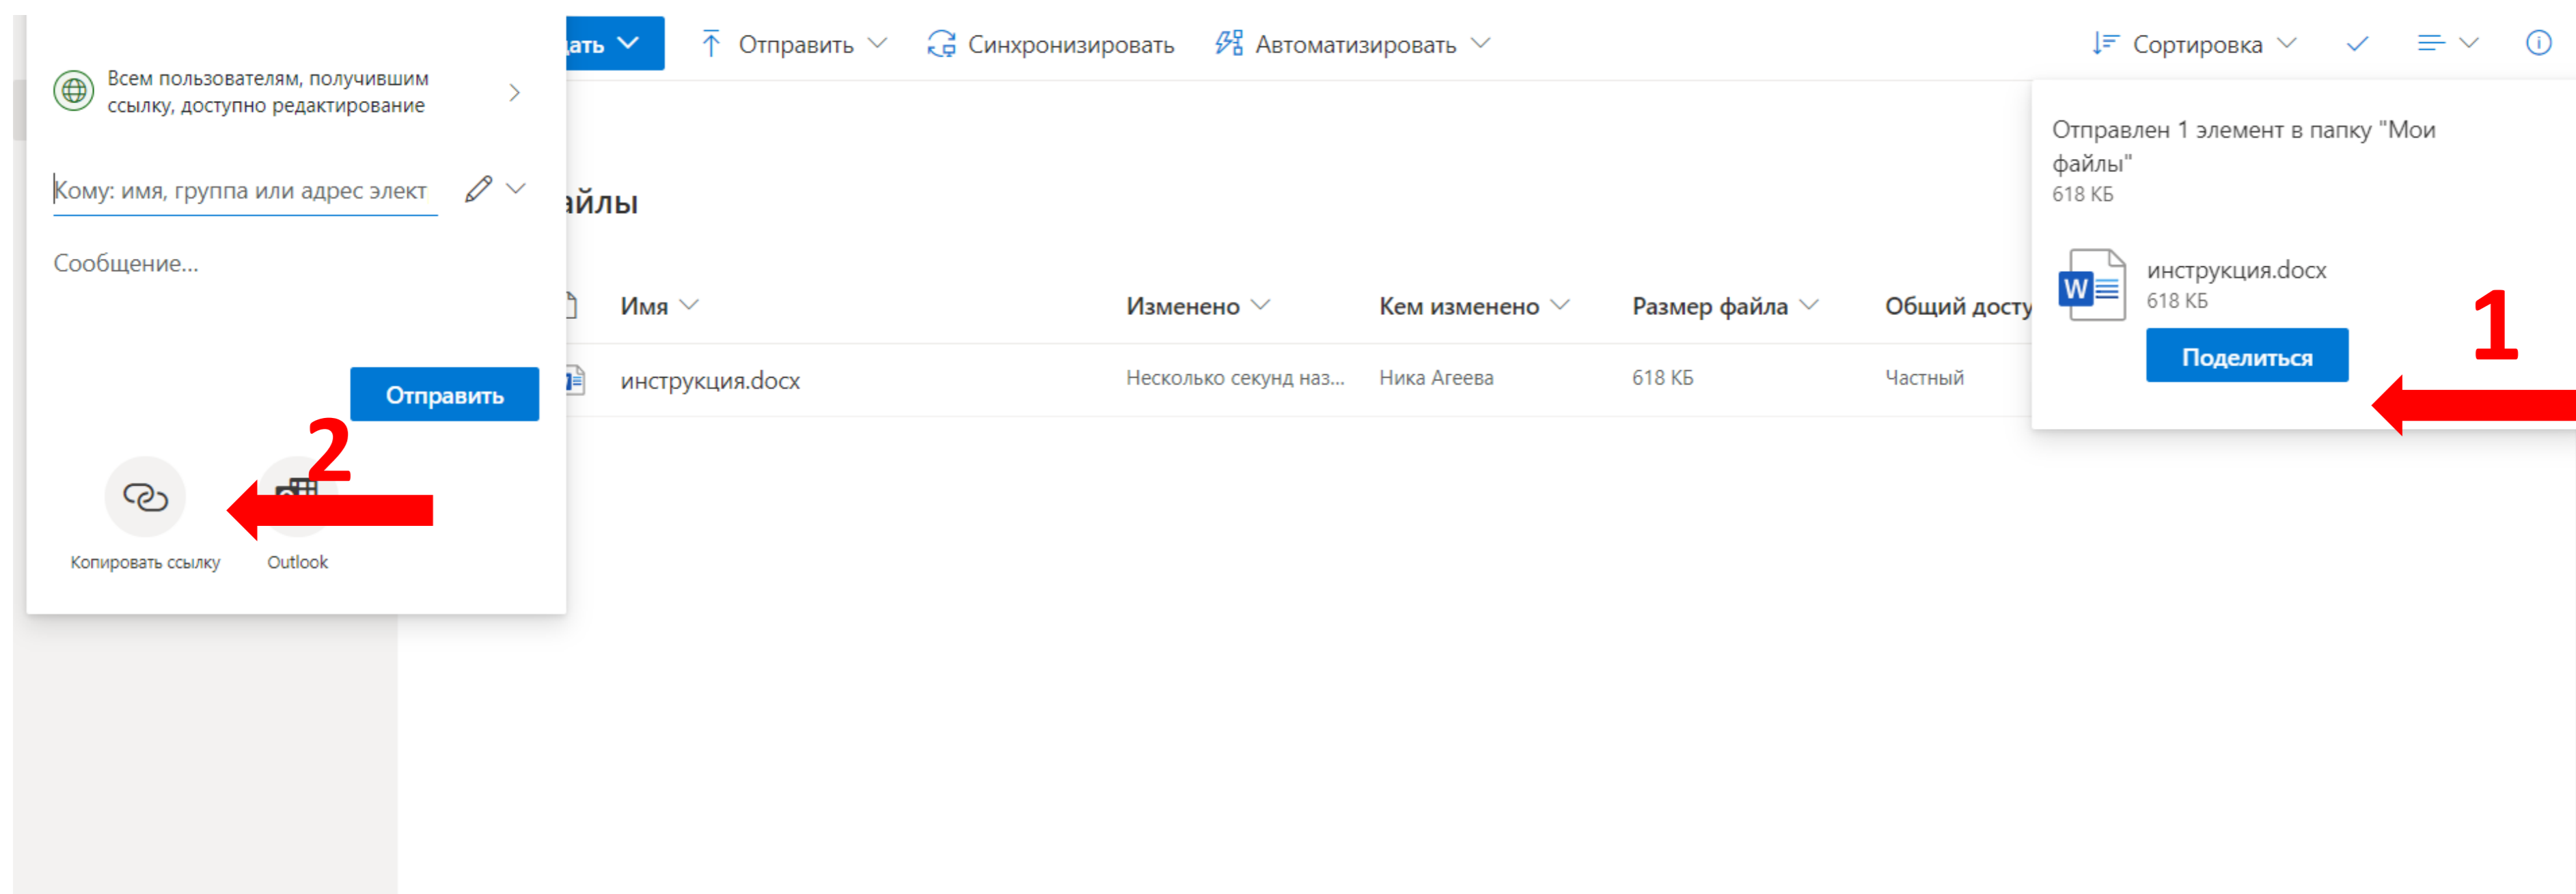 Всем пользователям, получившим
ссылку, доступно редактирование
Кому: имя, группа или адрес элект
Сообщение...
Отправить
2
Копировать ссылку
Outlook
ать
Отправить
Синхронизировать
Автоматизировать
Сортировка
айлы
Имя
Изменено
Кем изменено
Размер файла
Общий досту
инструкция.docx
Несколько секунд наз...
Ника Агеева
618 КБ
Частный
Отправлен 1 элемент в папку "Мои
файлы"
618 КБ
инструкция.docx
618 КБ
Поделиться
1